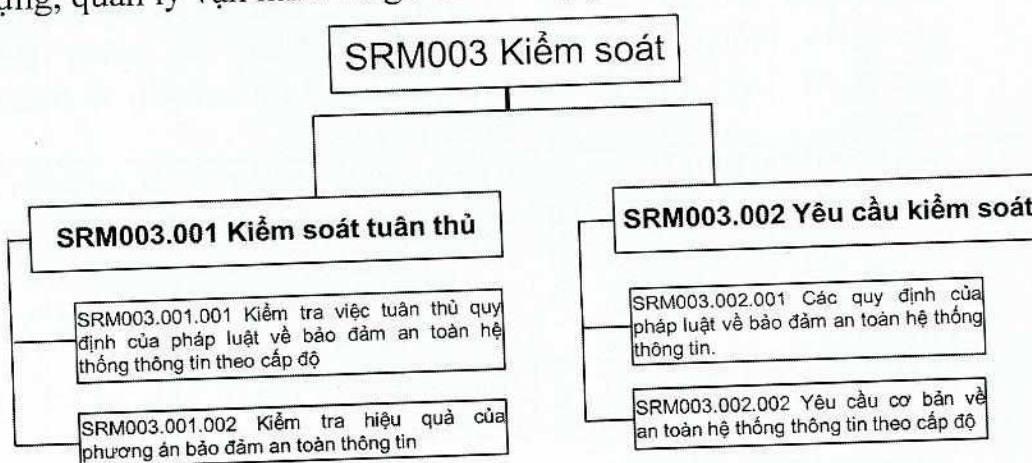 quản lý
SRM003 Kiểm soát
SRM003.001 Kiểm soát tuân thủ
SRM003.001.001 Kiểm tra việc tuân thủ quy
định của pháp luật về bảo đảm an toàn hệ
thống thông tin theo cấp độ
SRM003.001.002 Kiểm tra hiệu quả của
phương án bảo đảm an toàn thông tin
SRM003.002 Yêu cầu kiểm soát
SRM003.002.001 Các quy định của
pháp luật về bảo đảm an toàn hệ thống
thông tin.
SRM003.002.002 Yêu cầu cơ bản về
an toàn hệ thống thông tin theo cấp độ